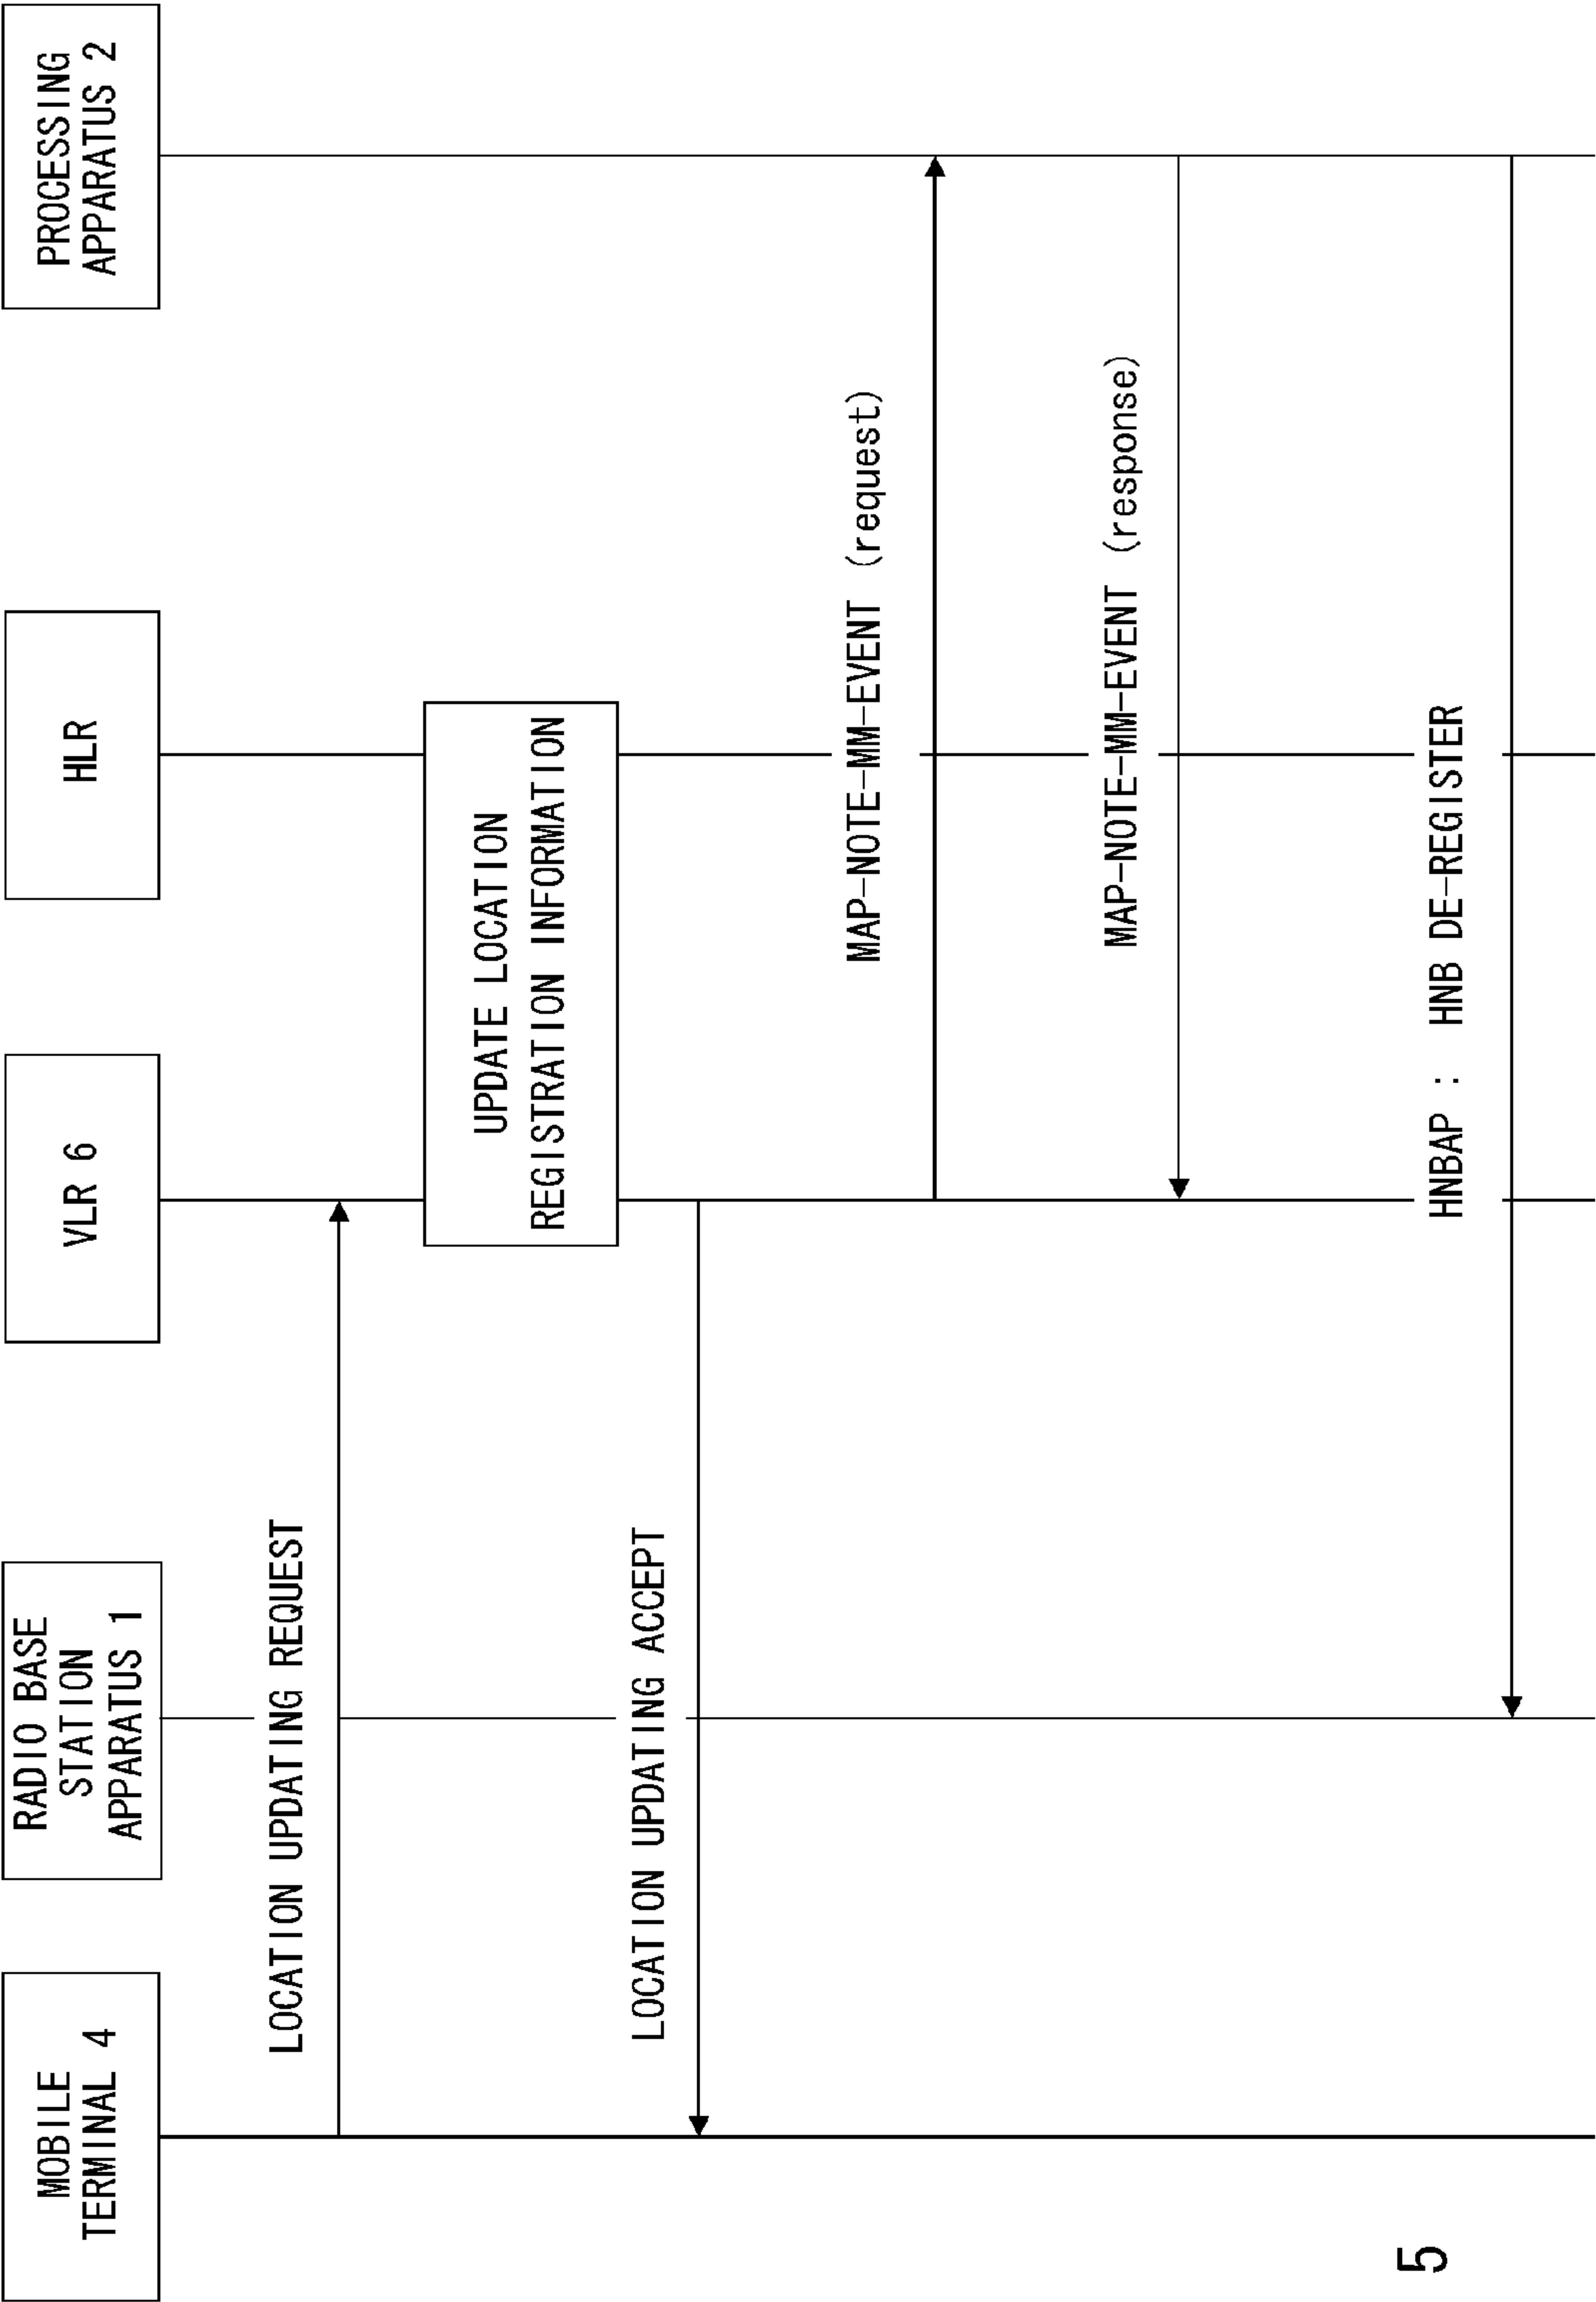 MOBILE
TERMINAL 4
RADIO BASE
STATION
APPARATUS 1
VLR 6
HLR
PROCESSING
APPARATUS 2
LOCATION UPDATING REQUEST
UPDATE LOCATION
REGISTRATION INFORMATION
LOCATION UPDATING ACCEPT
MAP-NOTE-MM-EVENT (request)
MAP-NOTE-MM-EVENT (response)
HNBAP : HNB DE-REGISTER
5